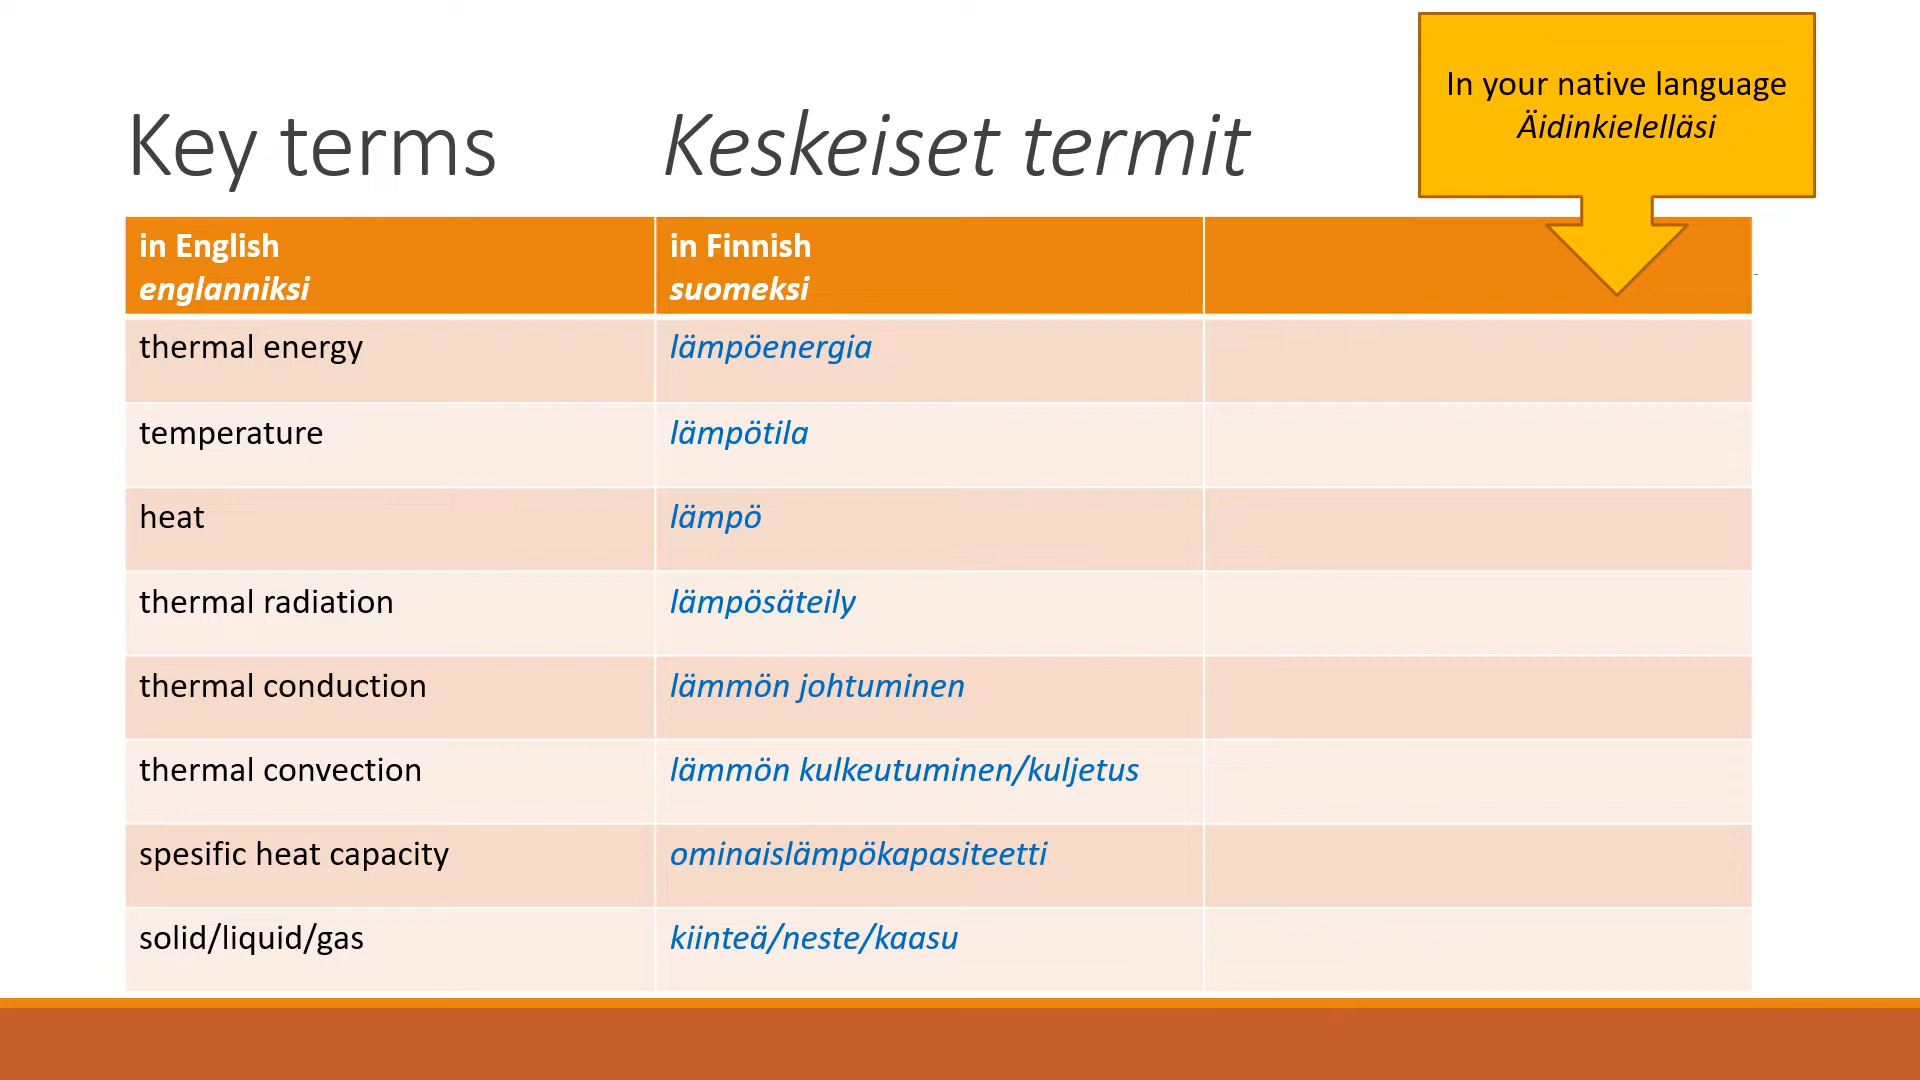 Key terms
Keskeiset termit
In your native language
Äidinkielelläsi
in English
englanniksi
in Finnish
suomeksi
thermal energy
lämpöenergia
temperature
lämpötila
heat
lämpö
thermal radiation
lämpösäteily
thermal conduction
lämmön johtuminen
thermal convection
lämmön kulkeutuminen/kuljetus
spesific heat capacity
ominaislämpökapasiteetti
solid/liquid/gas
kiinteä/neste/kaasu